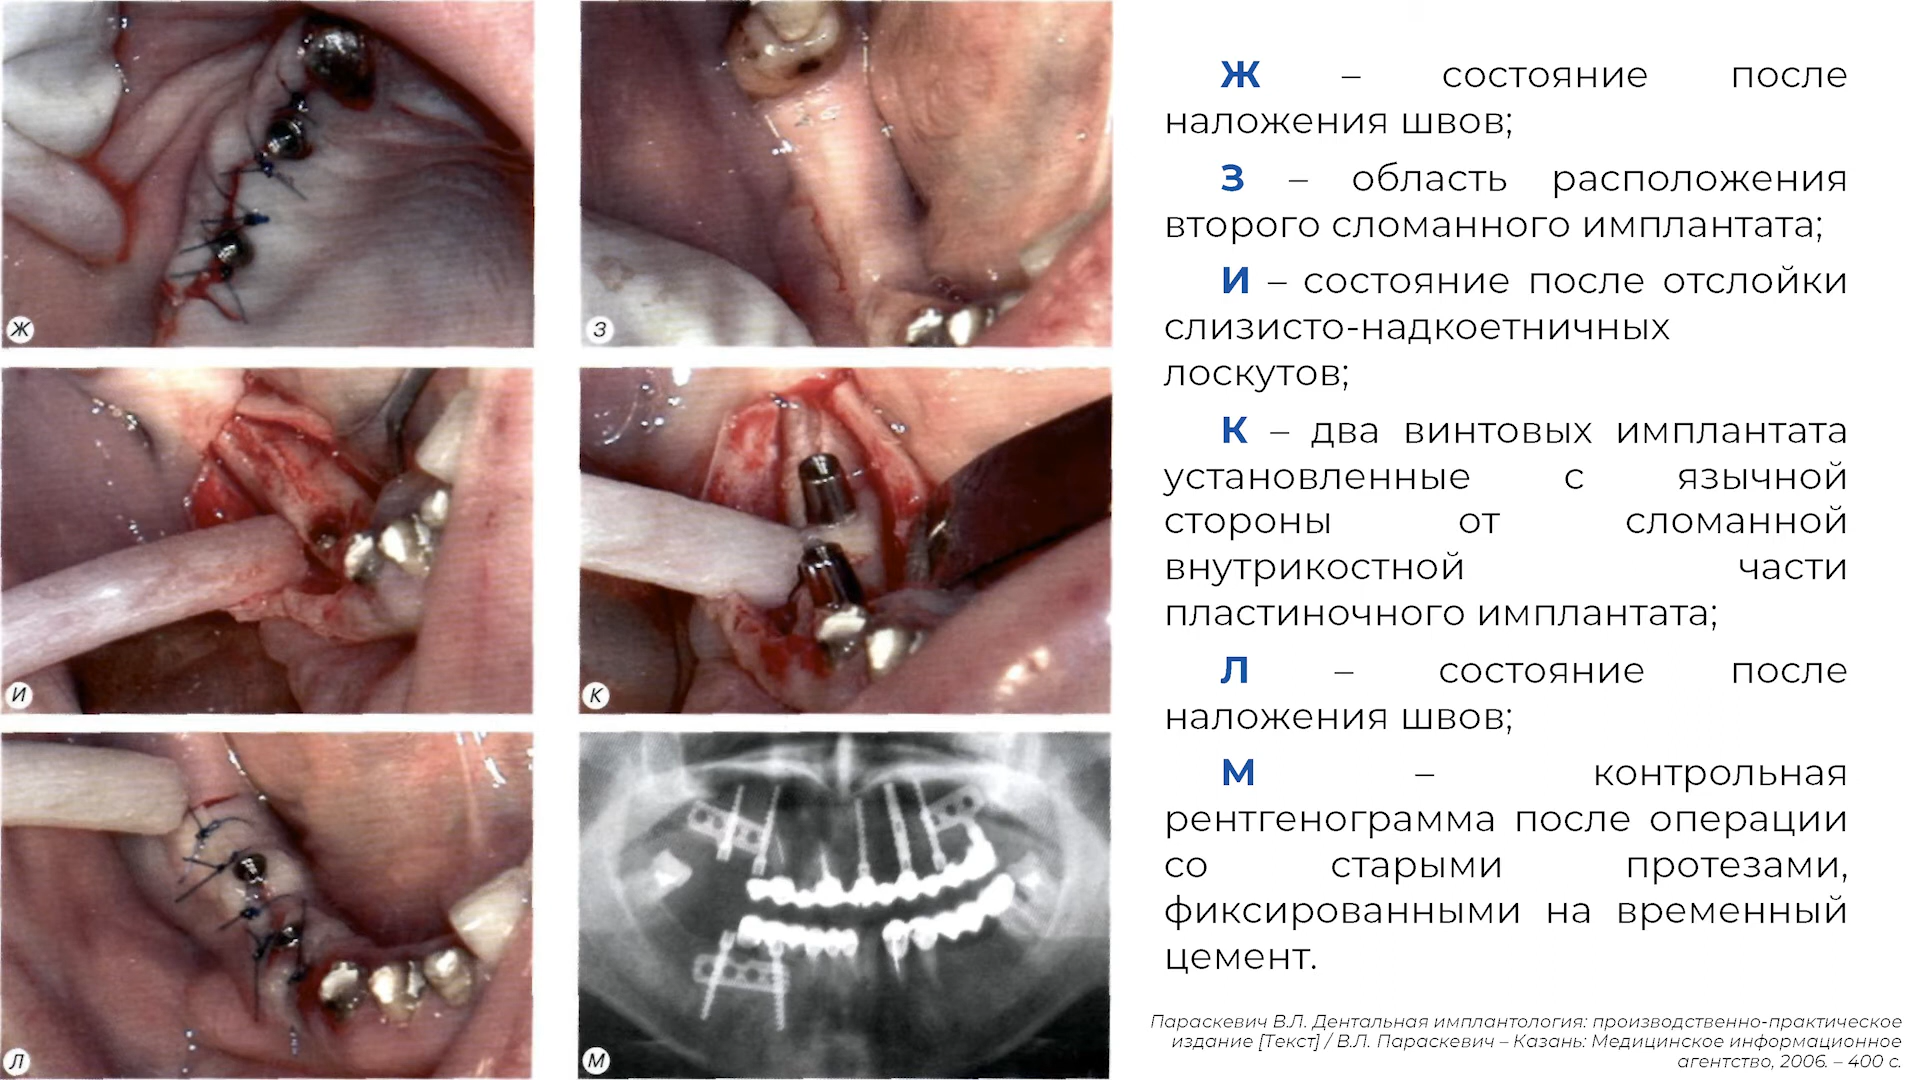 Ж
З
И
К
Л
М
Ж – состояние после
наложения швов;
З – область расположения
второго сломанного имплантата;
И – состояние после отслойки
слизисто-надкоетничных
лоскутов;
К – два винтовых имплантата
установленные с язычной
стороны от сломанной
внутрикостной части
пластиночного имплантата;
Л – состояние после
наложения швов;
М – контрольная
рентгенограмма после операции
со старыми протезами,
фиксированными на временный
цемент.
Параскевич В.Л. Дентальная имплантология: производственно-практическое
издание [Текст] / В.Л. Параскевич – Казань: Медицинское информационное
агентство, 2006. – 400 с.